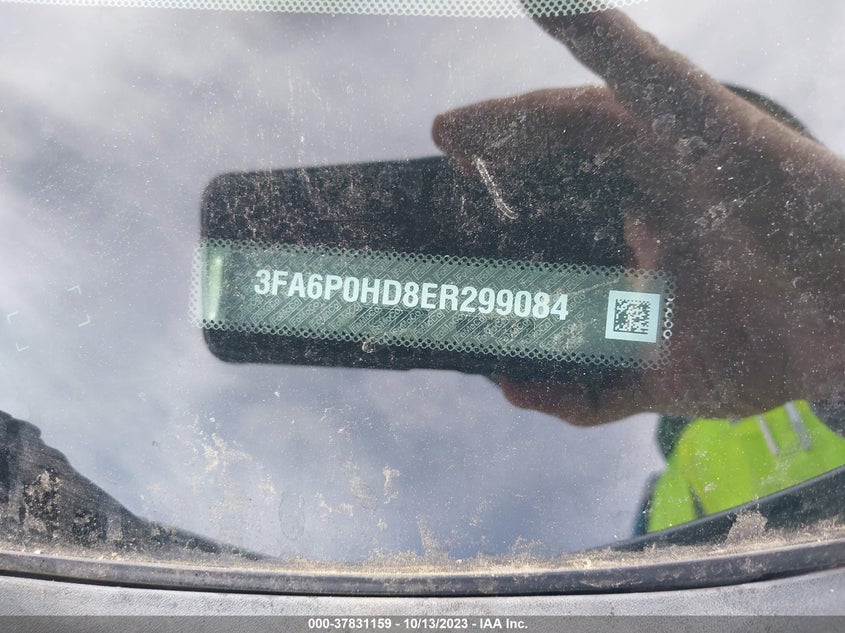 3FA6P0HD8ER299084
000-37831159 - 10/13/2023 - IAA Inc.